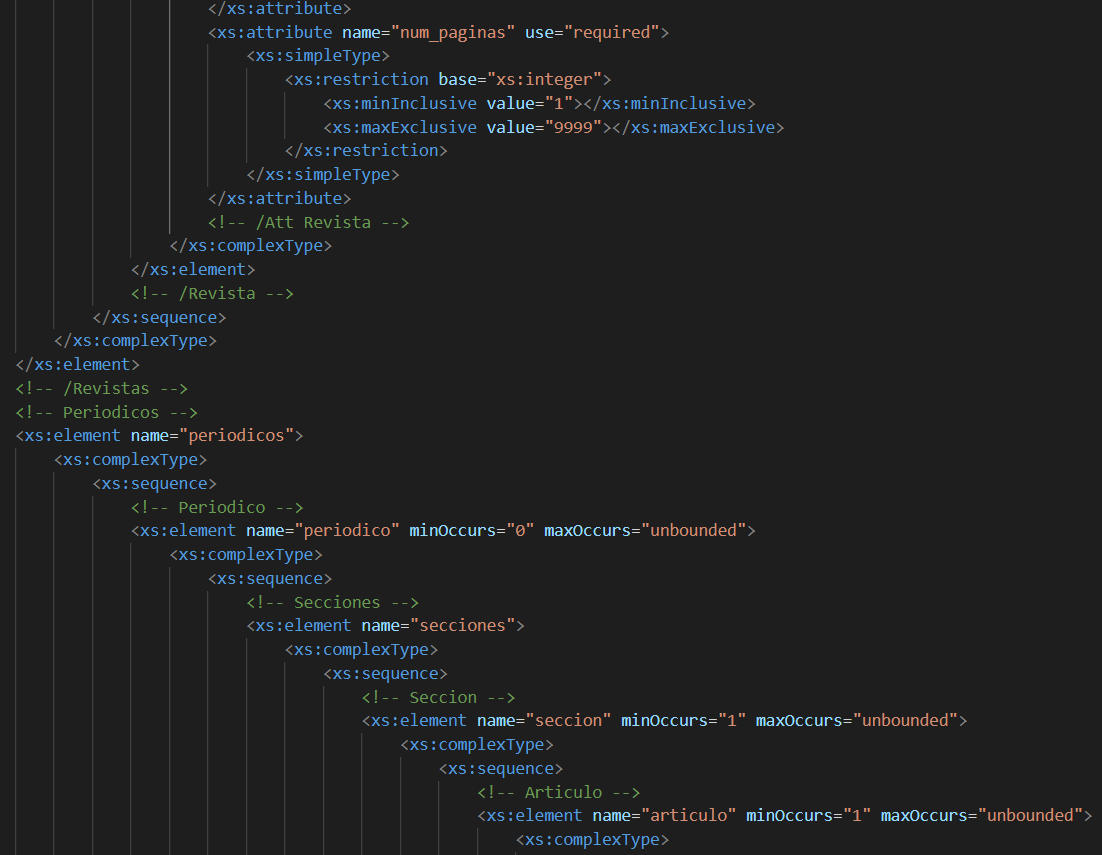 </xs:attribute>
<xs:attribute name="num_paginas" use="required">
<xs:simpleType>
<xs:restriction base="xs:integer">
<xs:minInclusive value="1"></xs:minInclusive>
<xs:maxExclusive value="9999"></xs:maxExclusive>
</xs:restriction>
</xs:simpleType>
</xs:attribute>
<!-- /Att Revista -->
</xs:complexType>
</xs:element>
<!-- /Revista -->
</xs:sequence>
</xs:complexType>
</xs:element>
<!-- /Revistas -->
<!-- Periodicos -->
<xs:element name="periodicos">
<xs:complexType>
<xs:sequence>
<!-- Periodico -->
<xs:element name="periodico" minOccurs="0" maxOccurs="unbounded">
<xs:complexType>
<xs:sequence>
<!-- Secciones -->
<xs:element name="secciones">
<xs:complexType>
<xs:sequence>
<!-- Seccion -->
<xs:element name="seccion" minOccurs="1" maxOccurs="unbounded">
<xs:complexType>
<xs:sequence>
<!-- Articulo -->
<xs:element name="articulo" minOccurs="1" maxOccurs="unbounded">
<xs:complexType>